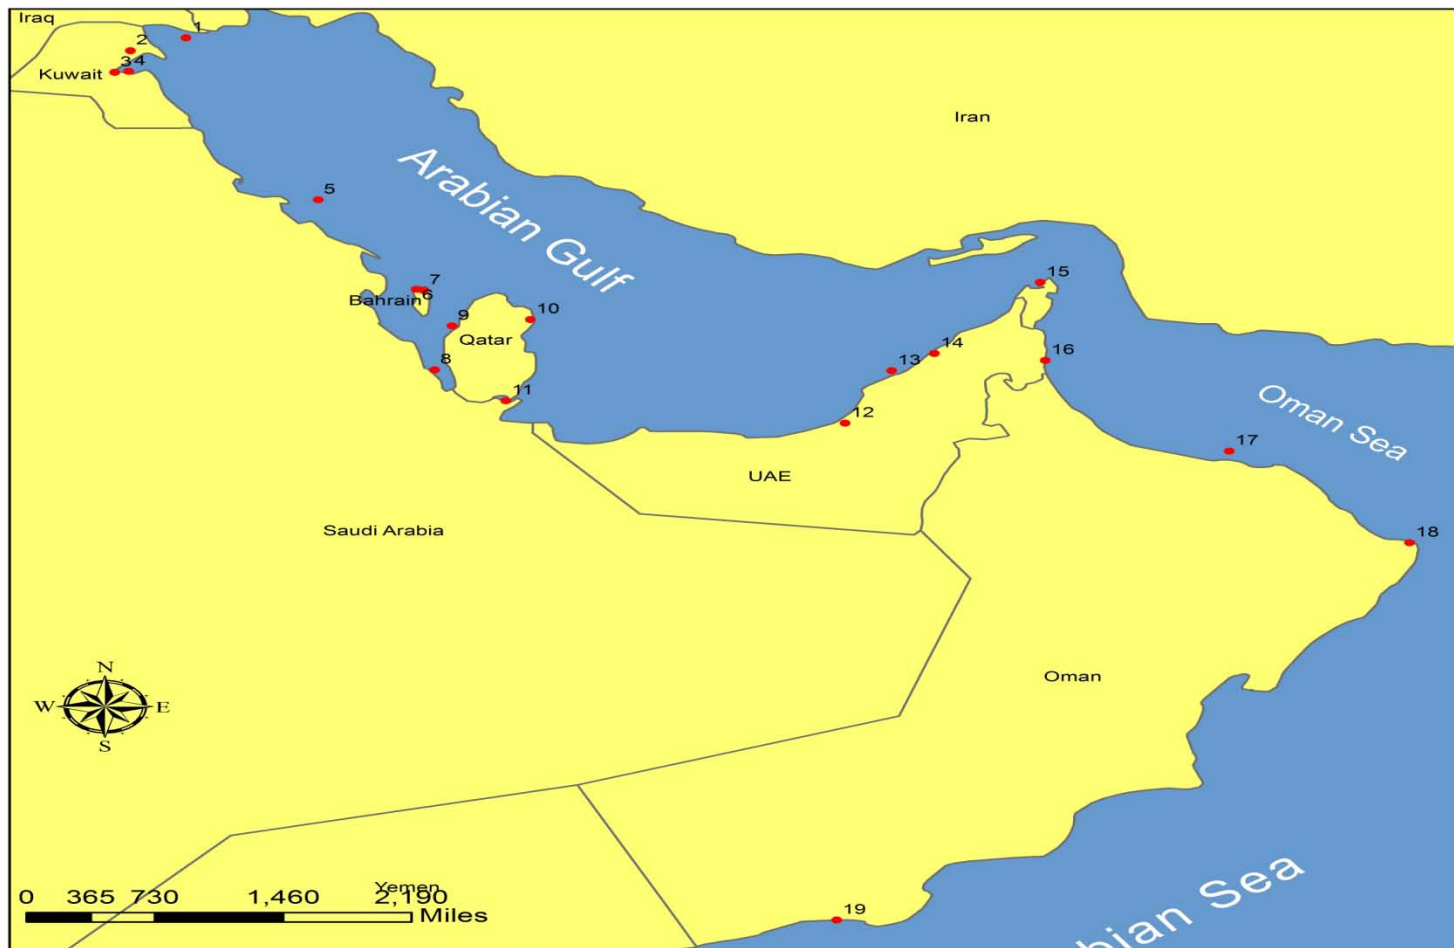 Iraq
1
2
Kuwait
3
4
Iran
Arabian Gulf
5
7
Bahrain
6
9
10
Qatar
8
11
15
14
13
16
12
Oman Sea
17
UAE
Saudi Arabia
18
N
W
E
S
Oman
Yemen
0 365 730 1,460 2,190
Miles
19
bian Sea